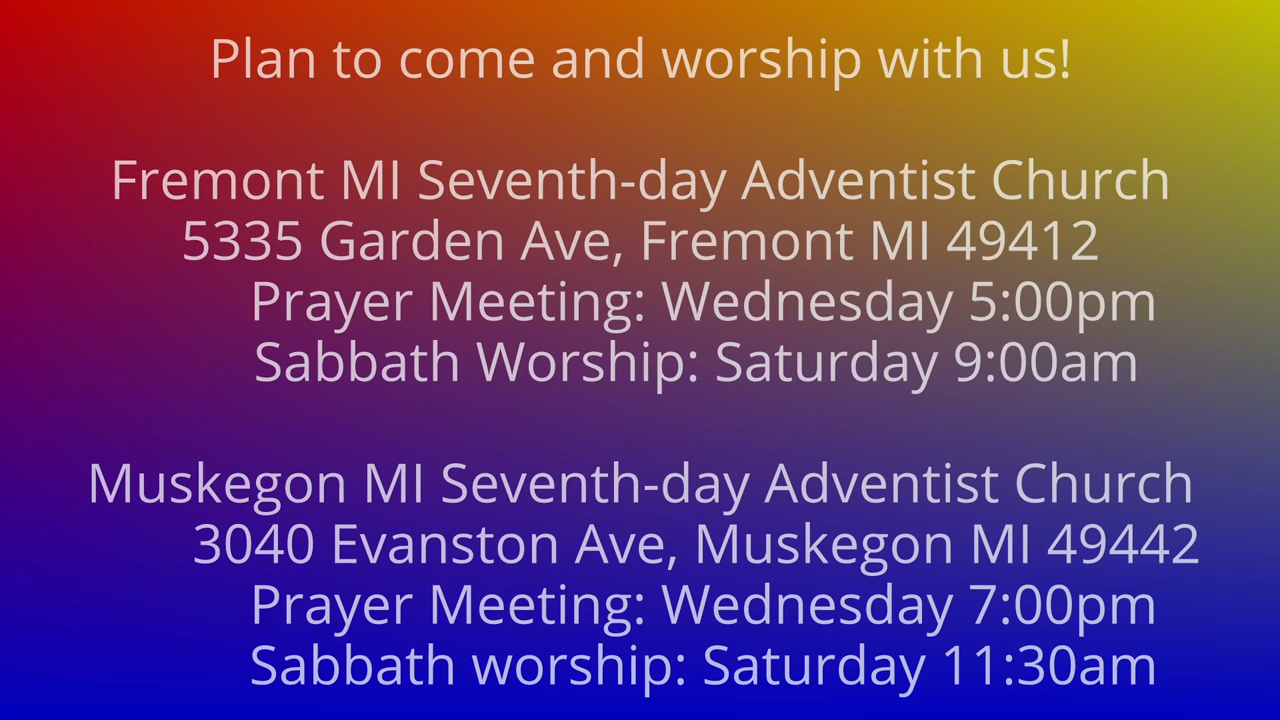 Plan to come and worship with us!
Fremont MI Seventh-day Adventist Church
5335 Garden Ave, Fremont MI 49412
Prayer Meeting: Wednesday 5:00pm
Sabbath Worship: Saturday 9:00am
Muskegon MI Seventh-day Adventist Church
3040 Evanston Ave, Muskegon MI 49442
Prayer Meeting: Wednesday 7:00pm
Sabbath worship: Saturday 11:30am